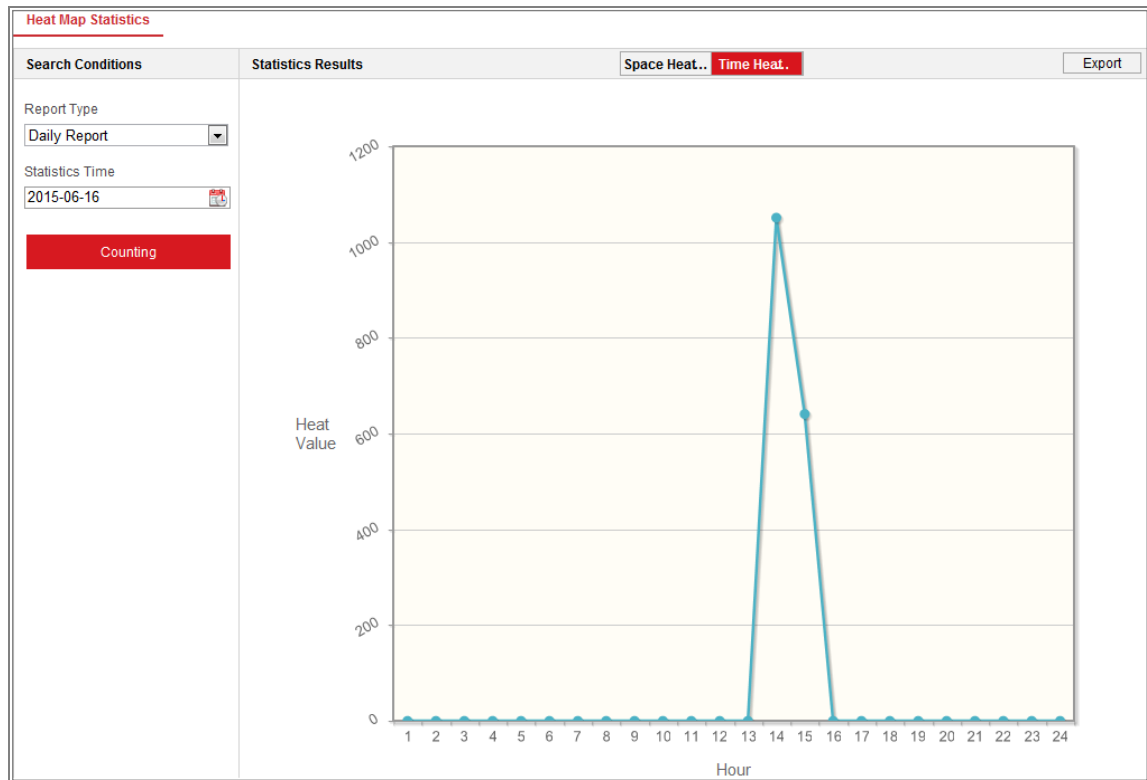 Heat Map Statistics
Search Conditions
Statistics Results
Space Heat...
Time Heat..
Export
Report Type
Daily Report
Statistics Time
2015-06-16
Counting
1200
1000
800
Heat
Value
600
400
200
0
1 2 3 4 5 6 7 8 9 10 11 12 13 14 15 16 17 18 19 20 21 22 23 24
Hour